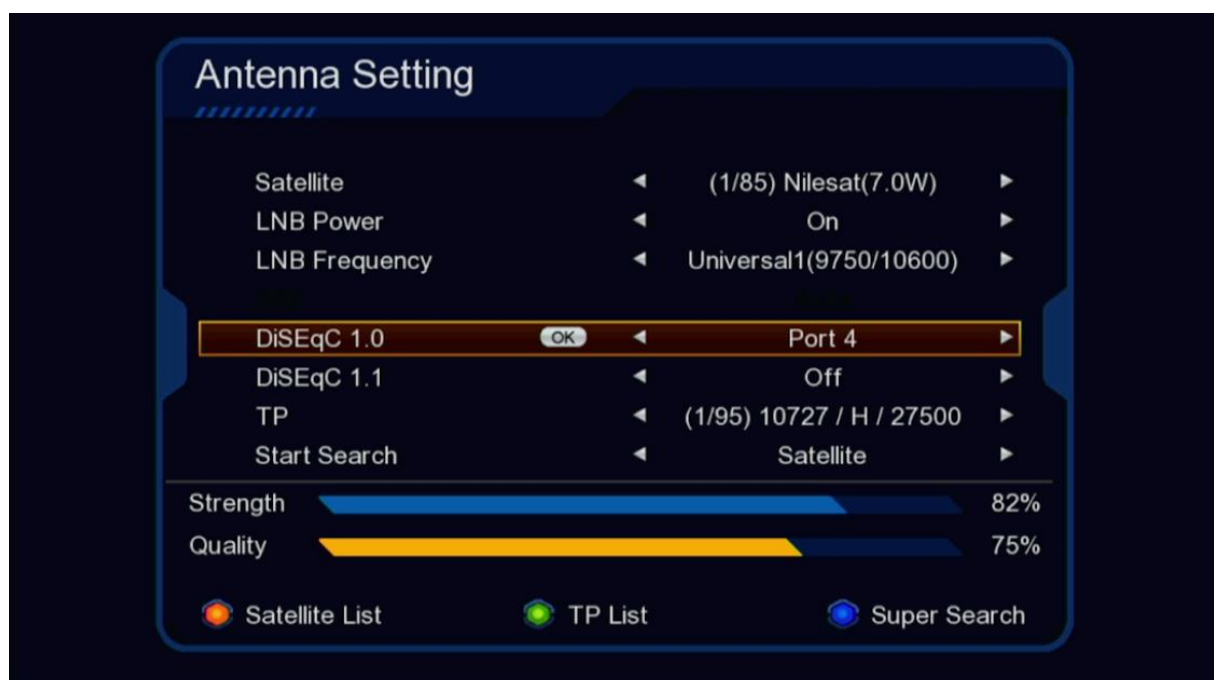 Antenna Setting
Satellite (1/85) Nilesat(7.0W)
LNB Power On
LNB Frequency Universal1(9750/10600)
DiSEqC 1.0 OK Port 4
DiSEqC 1.1 Off
TP (1/95) 10727 / H / 27500
Start Search Satellite
Strength 82%
Quality 75%
Satellite List TP List Super Search